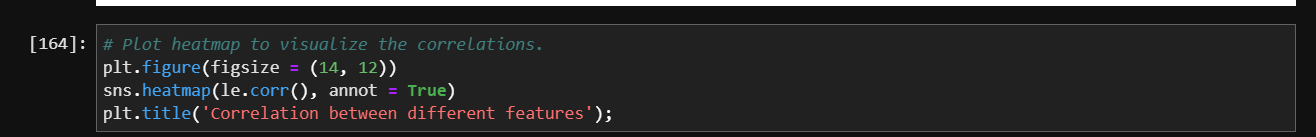 [164]: # Plot heatmap to visualize the correlations.
plt.figure(figsize = (14, 12))
sns.heatmap(le.corr(), annot = True)
plt.title('Correlation between different features');